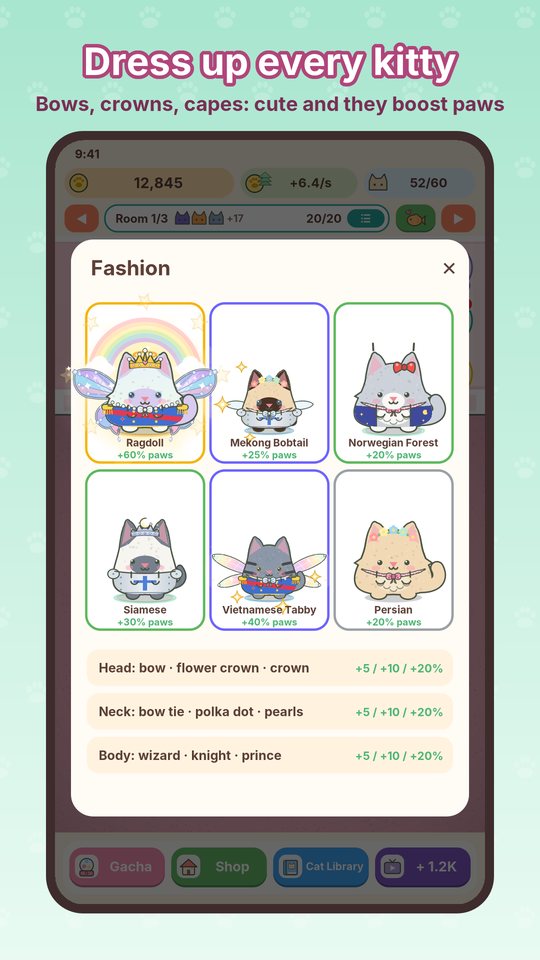 Dress up every kitty
Bows, crowns, capes: cute and they boost paws
9:41
12,845
+6.4/s
52/60
Room 1/3
+17
20/20
Fashion
Ragdoll
+60% paws
Mekong Bobtail
+25% paws
Norwegian Forest
+20% paws
Siamese
+30% paws
Vietnamese Tabby
+40% paws
Persian
+20% paws
Head: bow · flower crown · crown +5 / +10 / +20%
Neck: bow tie · polka dot · pearls +5 / +10 / +20%
Body: wizard · knight · prince +5 / +10 / +20%
Gacha
Shop
Cat Library
+ 1.2K